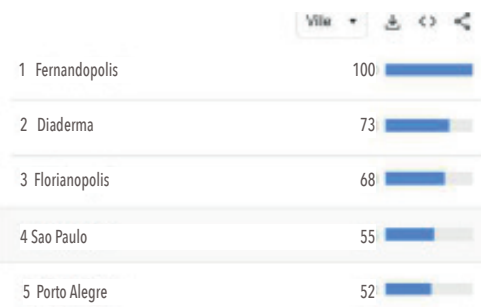 Ville
1 Fernandopolis 100
2 Diaderma 73
3 Florianopolis 68
4 Sao Paulo 55
5 Porto Alegre 52